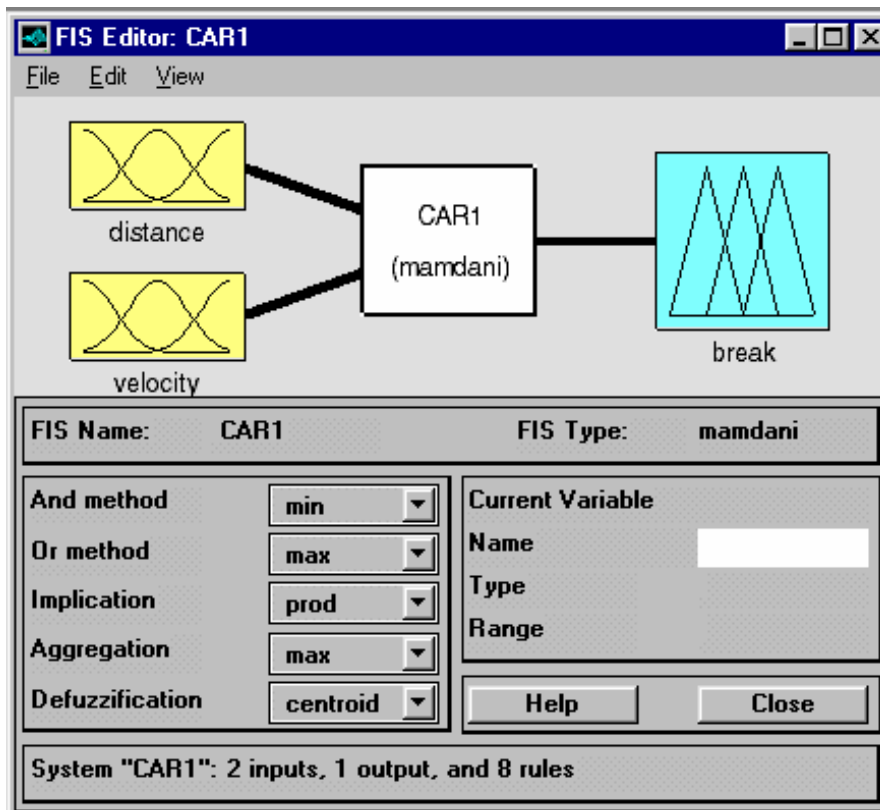 FIS Editor: CAR1
File Edit View
distance
velocity
CAR1
(mamdani)
break
FIS Name: CAR1 FIS Type: mamdani
And method min
Or method max
Implication prod
Aggregation max
Defuzzification centroid
Current Variable
Name
Type
Range
Help Close
System "CAR1": 2 inputs, 1 output, and 8 rules